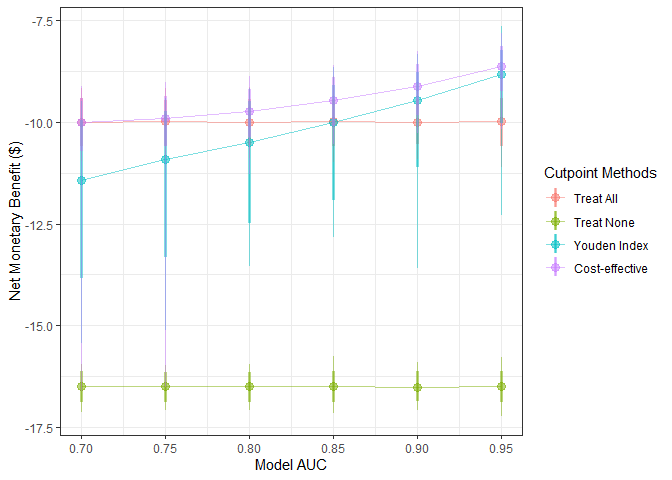 -7.5
-10.0
-12.5
-15.0
-17.5
Net Monetary Benefit ($)
0.70 0.75 0.80 0.85 0.90 0.95
Model AUC
Cutpoint Methods
Treat All
Treat None
Youden Index
Cost-effective